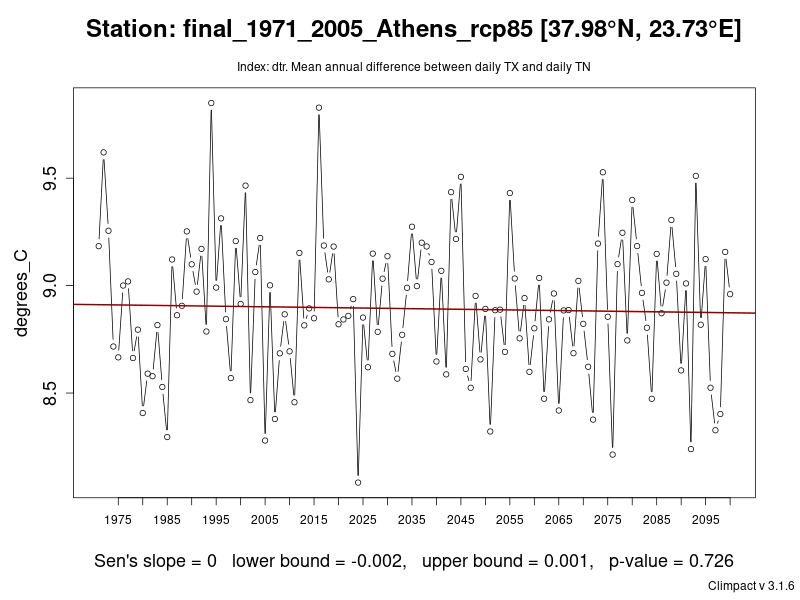 Station: final_1971_2005_Athens_rcp85 [37.98°N, 23.73°E]
Index: dtr. Mean annual difference between daily TX and daily TN
degrees_C
9.5
9.0
8.5
1975 1985 1995 2005 2015 2025 2035 2045 2055 2065 2075 2085 2095
Sen's slope = 0 lower bound = -0.002, upper bound = 0.001, p-value = 0.726
Climpact v 3.1.6